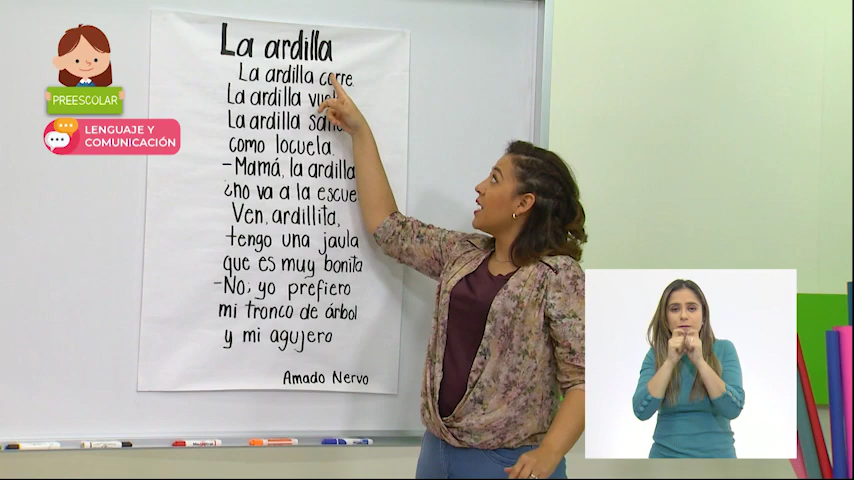 La ardilla
La ardilla corre.
La ardilla
La ardilla
como locuela.
-Mamá, la ardilla
¿no va a la
Ven, ardillita,
tengo una jaula
que es muy bonita
-No; yo prefiero
mi tronco de árbol
y mi agujero
Amado Nervo
PREESCOLAR
LENGUAJE Y
COMUNICACIÓN